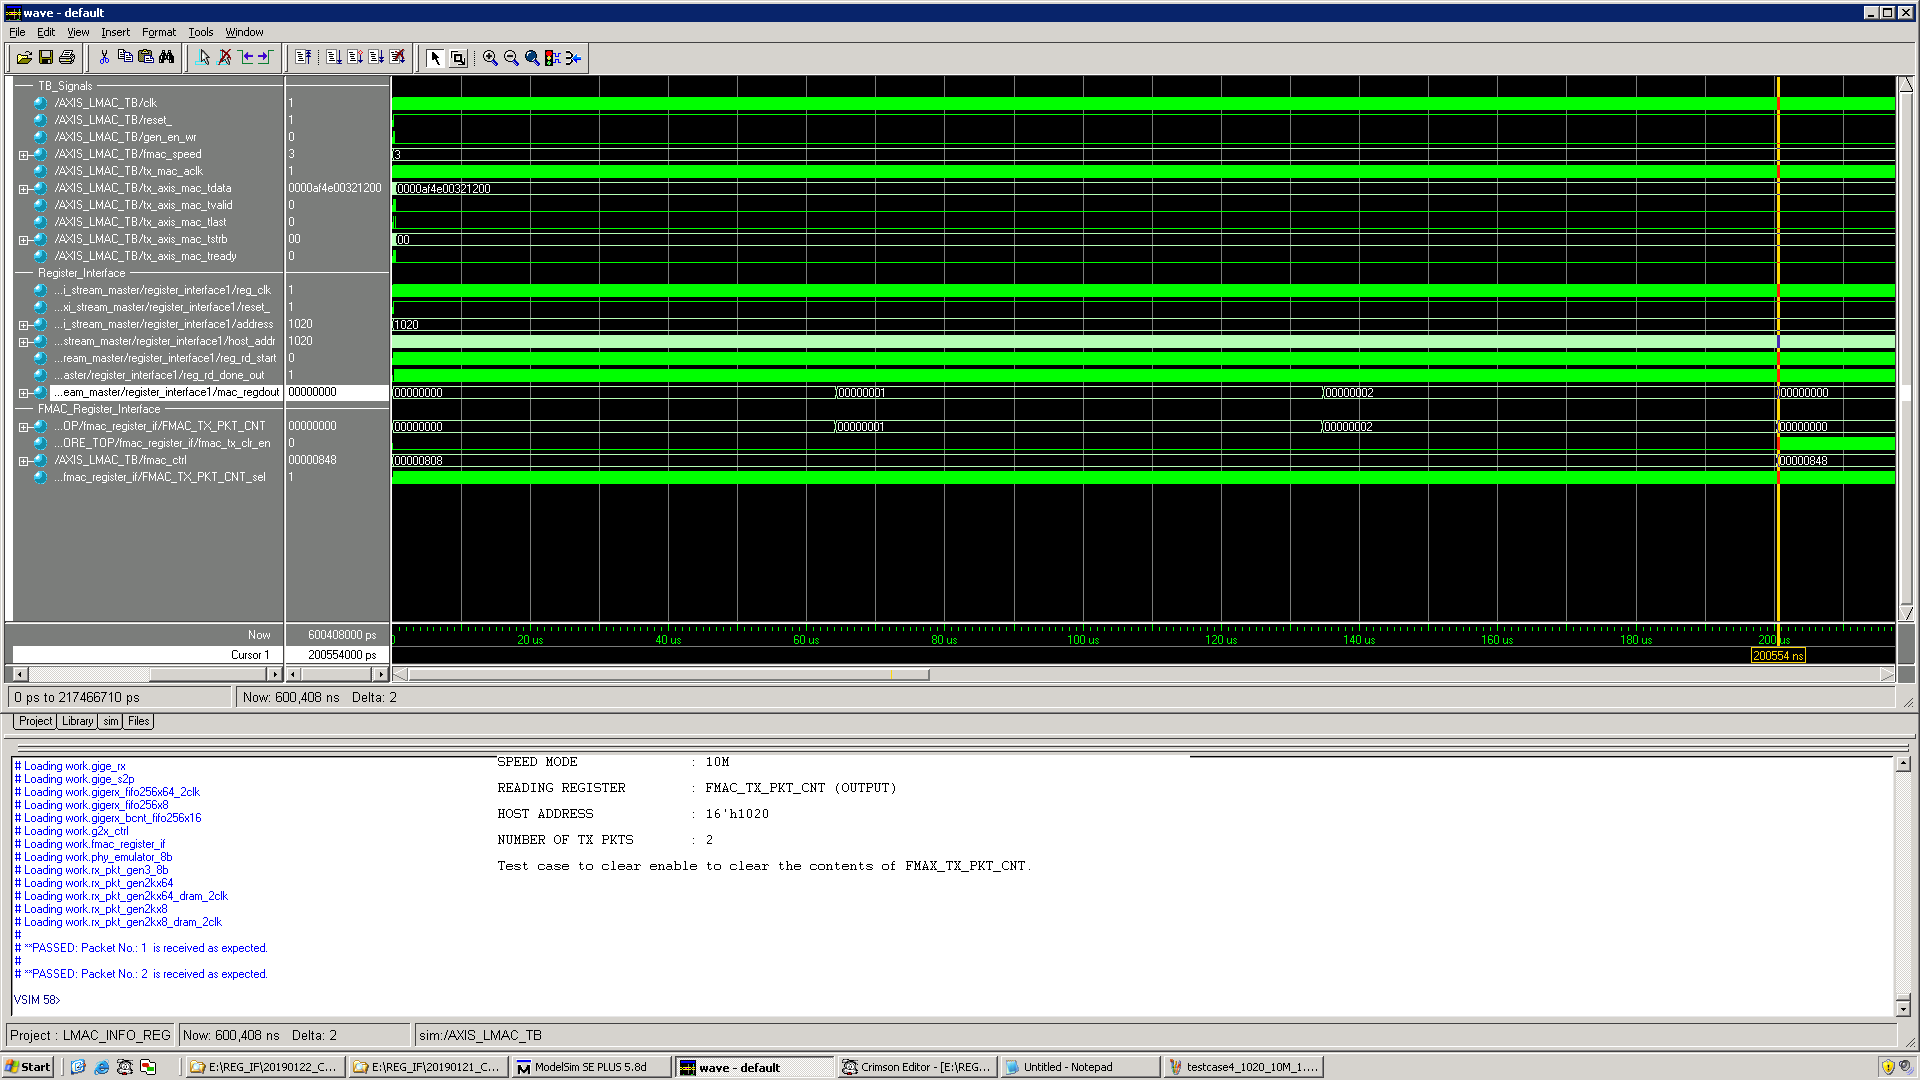 wave - default
File Edit View Insert Format Tools Window
TB_Signals
/AXIS_LMAC_TB/clk 1
/AXIS_LMAC_TB/reset_ 1
/AXIS_LMAC_TB/gen_en_wr 0
/AXIS_LMAC_TB/fmac_speed 3 3
/AXIS_LMAC_TB/tx_mac_aclk 1
/AXIS_LMAC_TB/tx_axis_mac_tdata 0000af4e00321200 0000af4e00321200
/AXIS_LMAC_TB/tx_axis_mac_tvalid 0
/AXIS_LMAC_TB/tx_axis_mac_tlast 0
/AXIS_LMAC_TB/tx_axis_mac_tstrb 00 00
/AXIS_LMAC_TB/tx_axis_mac_tready 0
Register_Interface
...i_stream_master/register_interface1/reg_clk 1
...xi_stream_master/register_interface1/reset_ 1
...i_stream_master/register_interface1/address 1020 1020
...stream_master/register_interface1/host_addr 1020
...ream_master/register_interface1/reg_rd_start 0
...aster/register_interface1/reg_rd_done_out 1
...eam_master/register_interface1/mac_regdout 00000000 00000000 00000001 00000002 00000000
FMAC_Register_Interface
...OP/fmac_register_if/FMAC_TX_PKT_CNT 00000000 00000000 00000001 00000002 00000000
...ORE_TOP/fmac_register_if/fmac_tx_clr_en 0
/AXIS_LMAC_TB/fmac_ctrl 00000848 00000808 00000848
...fmac_register_if/FMAC_TX_PKT_CNT_sel 1
Now 600408000 ps 0 20 us 40 us 60 us 80 us 100 us 120 us 140 us 160 us 180 us 200 us
Cursor 1 200554000 ps 200554 ns
0 ps to 217466710 ps Now: 600,408 ns Delta: 2
Project Library sim Files
# Loading work.gige_rx
# Loading work.gige_s2p
# Loading work.gigerx_fifo256x64_2clk
# Loading work.gigerx_fifo256x8
# Loading work.gigerx_bcnt_fifo256x16
# Loading work.g2x_ctrl
# Loading work.fmac_register_if
# Loading work.phy_emulator_8b
# Loading work.rx_pkt_gen3_8b
# Loading work.rx_pkt_gen2kx64
# Loading work.rx_pkt_gen2kx64_dram_2clk
# Loading work.rx_pkt_gen2kx8
# Loading work.rx_pkt_gen2kx8_dram_2clk
#
# **PASSED: Packet No.: 1 is received as expected.
#
# **PASSED: Packet No.: 2 is received as expected.
VSIM 58>
SPEED MODE : 10M
READING REGISTER : FMAC_TX_PKT_CNT (OUTPUT)
HOST ADDRESS : 16'h1020
NUMBER OF TX PKTS : 2
Test case to clear enable to clear the contents of FMAX_TX_PKT_CNT.
Project : LMAC_INFO_REG Now: 600,408 ns Delta: 2 sim:/AXIS_LMAC_TB
Start E:\REG_IF\20190122_C... E:\REG_IF\20190121_C... ModelSim SE PLUS 5.8d wave - default Crimson Editor - [E:\REG... Untitled - Notepad testcase4_1020_10M_1....